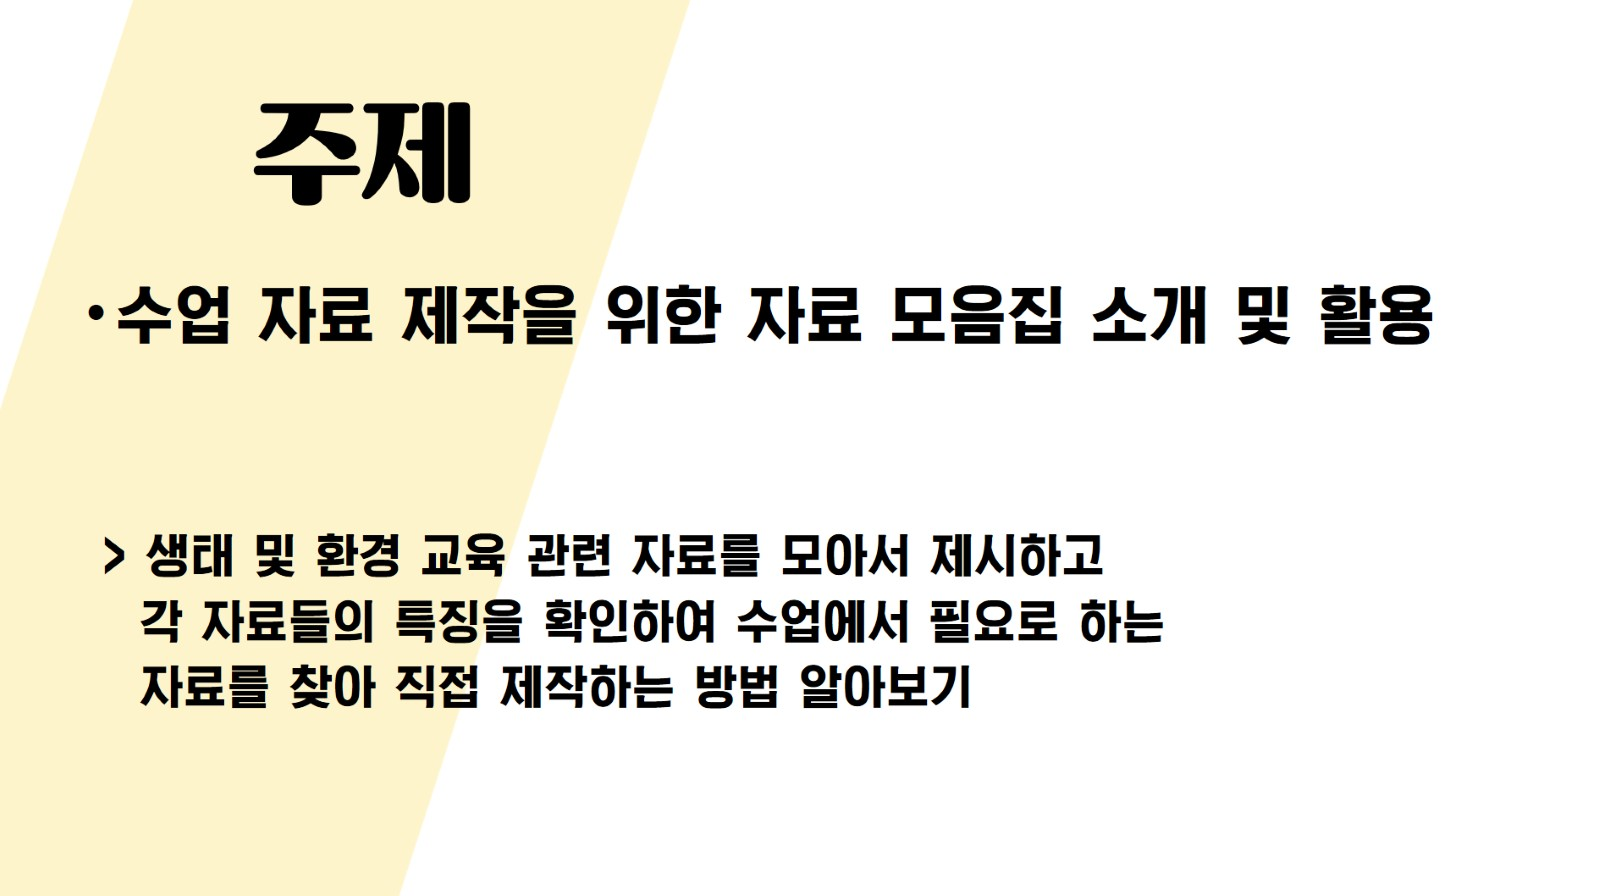 주제
• 수업 자료 제작을 위한 자료 모음집 소개 및 활용
> 생태 및 환경 교육 관련 자료를 모아서 제시하고
각 자료들의 특징을 확인하여 수업에서 필요로 하는
자료를 찾아 직접 제작하는 방법 알아보기